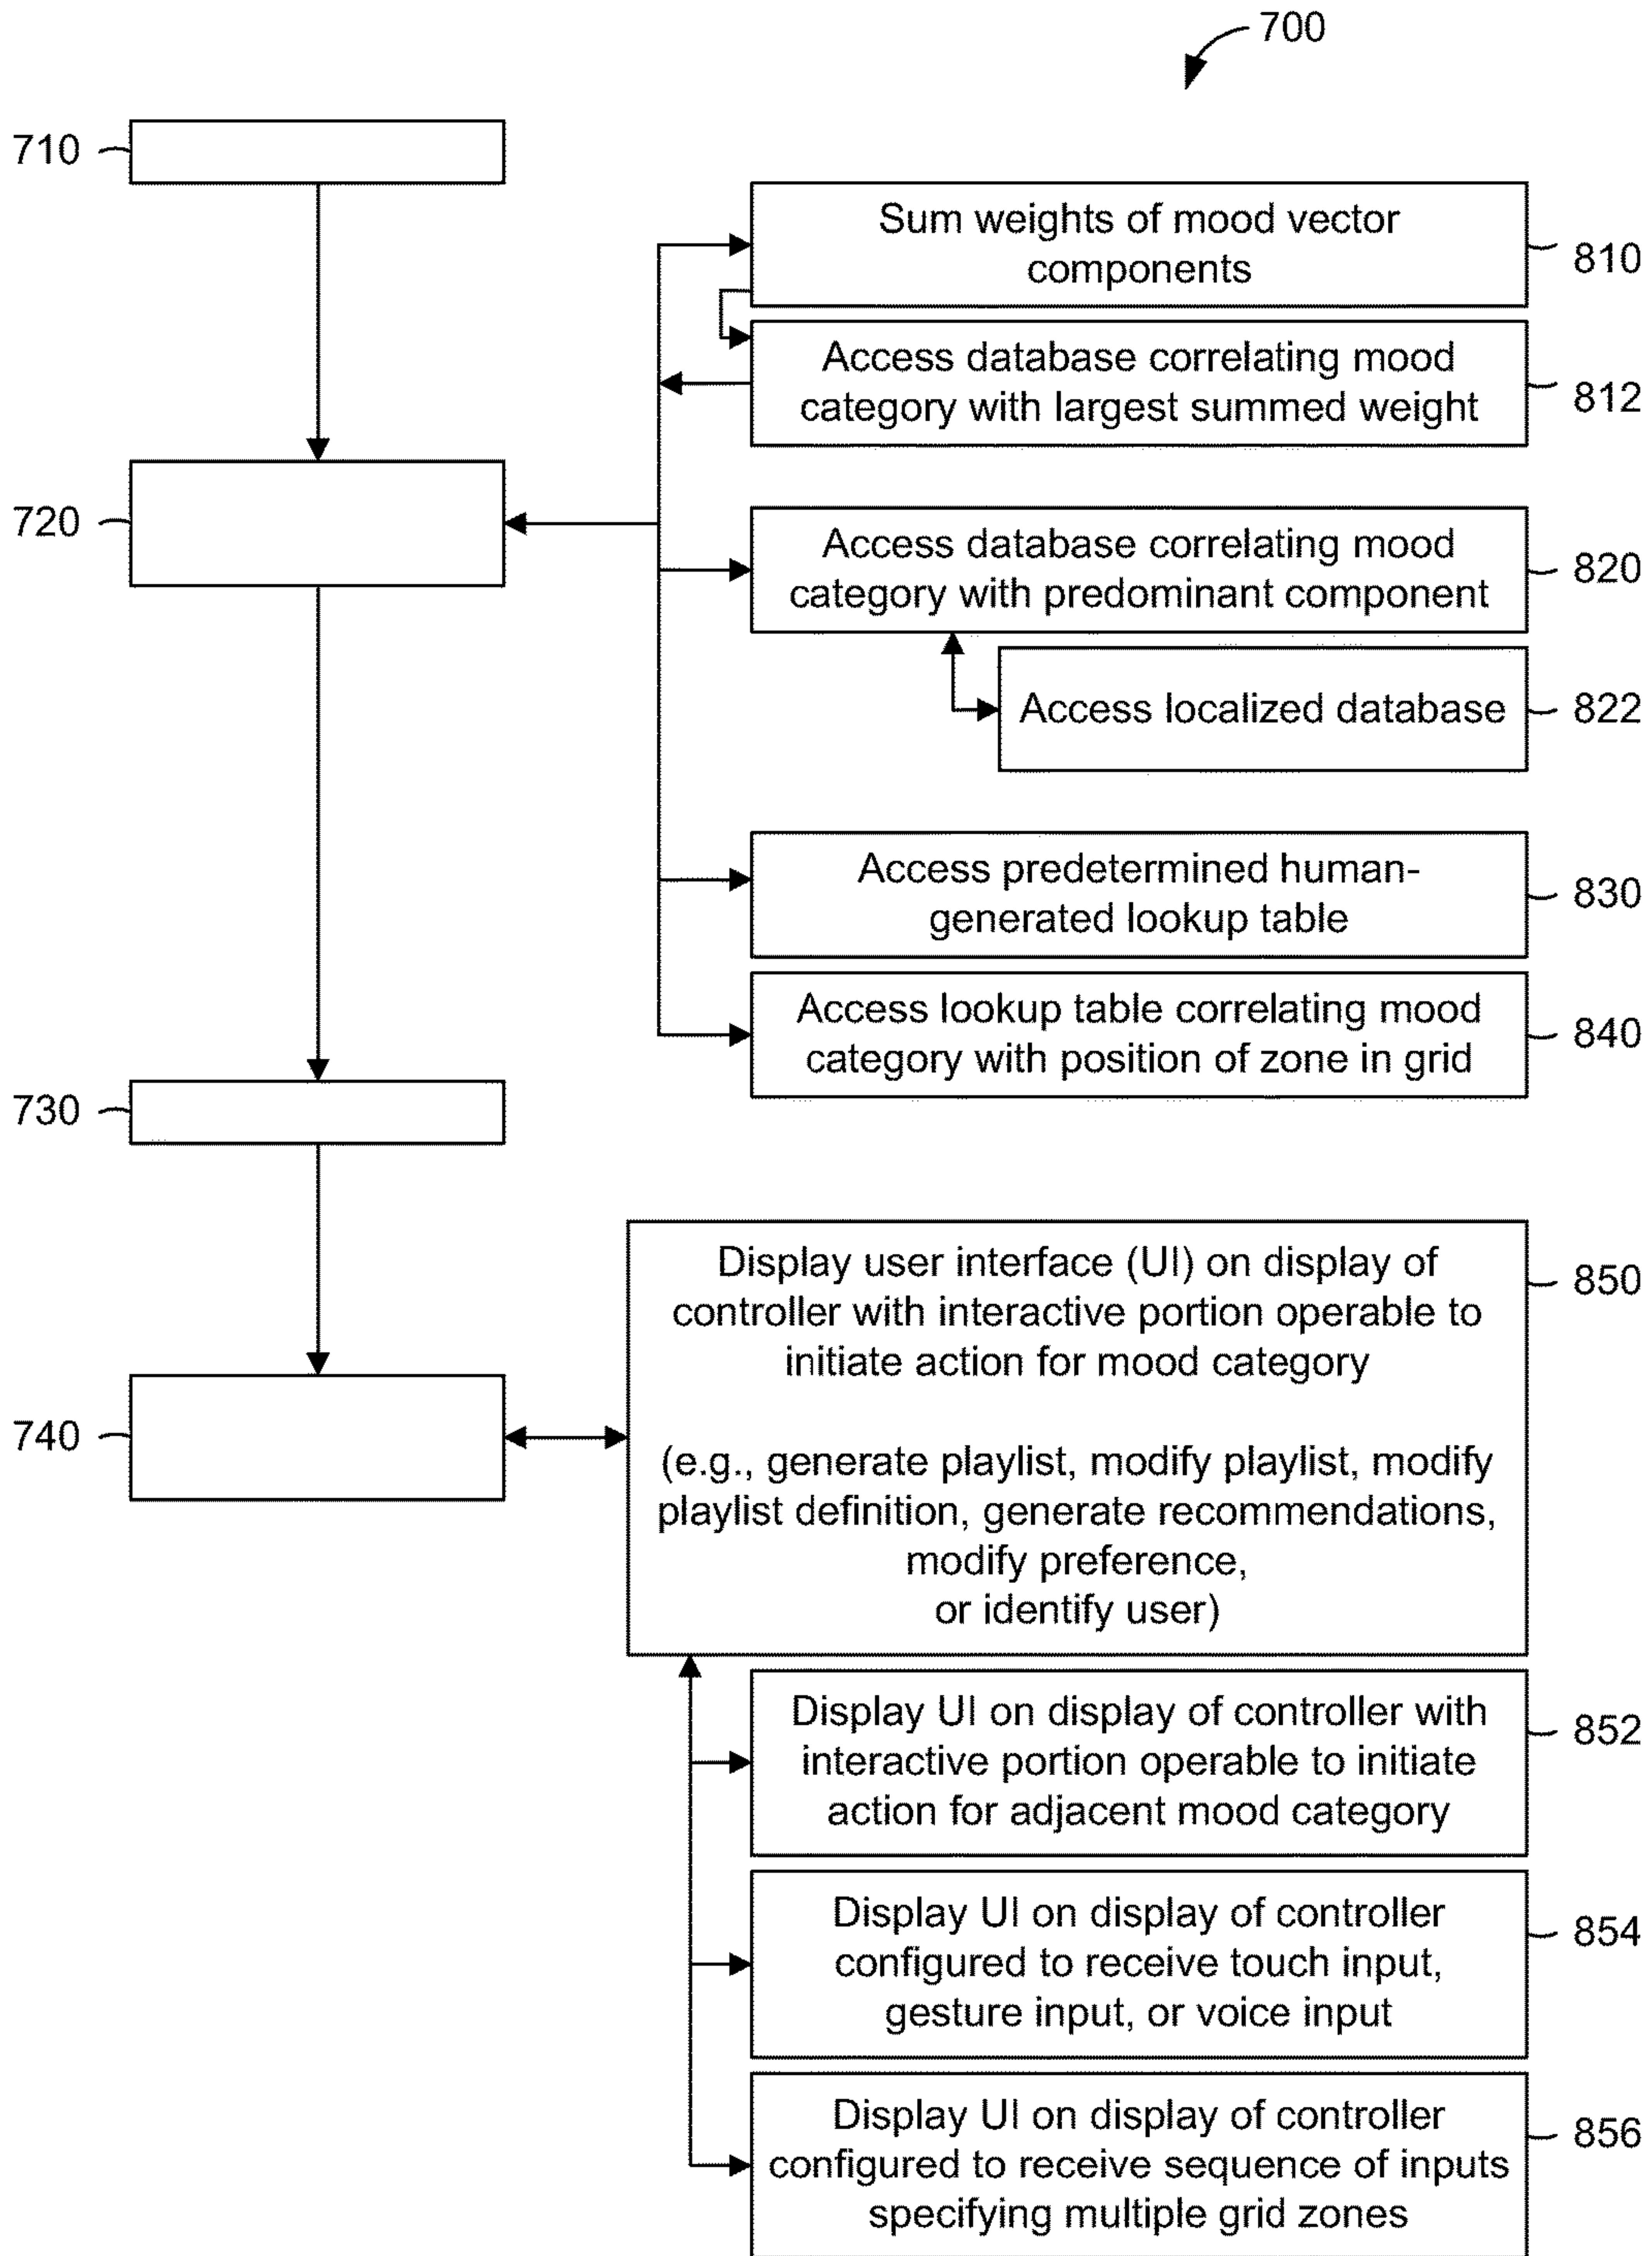 700
710
Sum weights of mood vector
components
810
Access database correlating mood
category with largest summed weight
812
720
Access database correlating mood
category with predominant component
820
Access localized database
822
Access predetermined human-
generated lookup table
830
Access lookup table correlating mood
category with position of zone in grid
840
730
Display user interface (UI) on display of
controller with interactive portion operable to
initiate action for mood category
(e.g., generate playlist, modify playlist, modify
playlist definition, generate recommendations,
modify preference,
or identify user)
850
740
Display UI on display of controller with
interactive portion operable to initiate
action for adjacent mood category
852
Display UI on display of controller
configured to receive touch input,
gesture input, or voice input
854
Display UI on display of controller
configured to receive sequence of inputs
specifying multiple grid zones
856